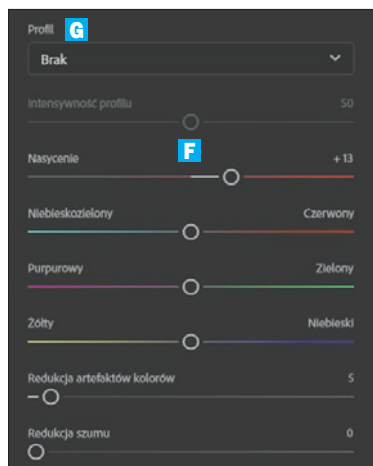 Profil G
Brak
Intensywność profilu 50
F
Nasycenie +13
Niebieskozielony Czerwony
Purpurowy Zielony
Żółty Niebieski
Redukcja artefaktów kolorów 5
Redukcja szumu 0